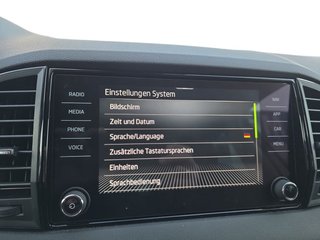 Einstellungen System
RADIO
MEDIA
PHONE
VOICE
Bildschirm
Zeit und Datum
Sprache/Language
Zusätzliche Tastatursprachen
Einheiten
Sprachbedienung
NAV
APP
CAR
MENU